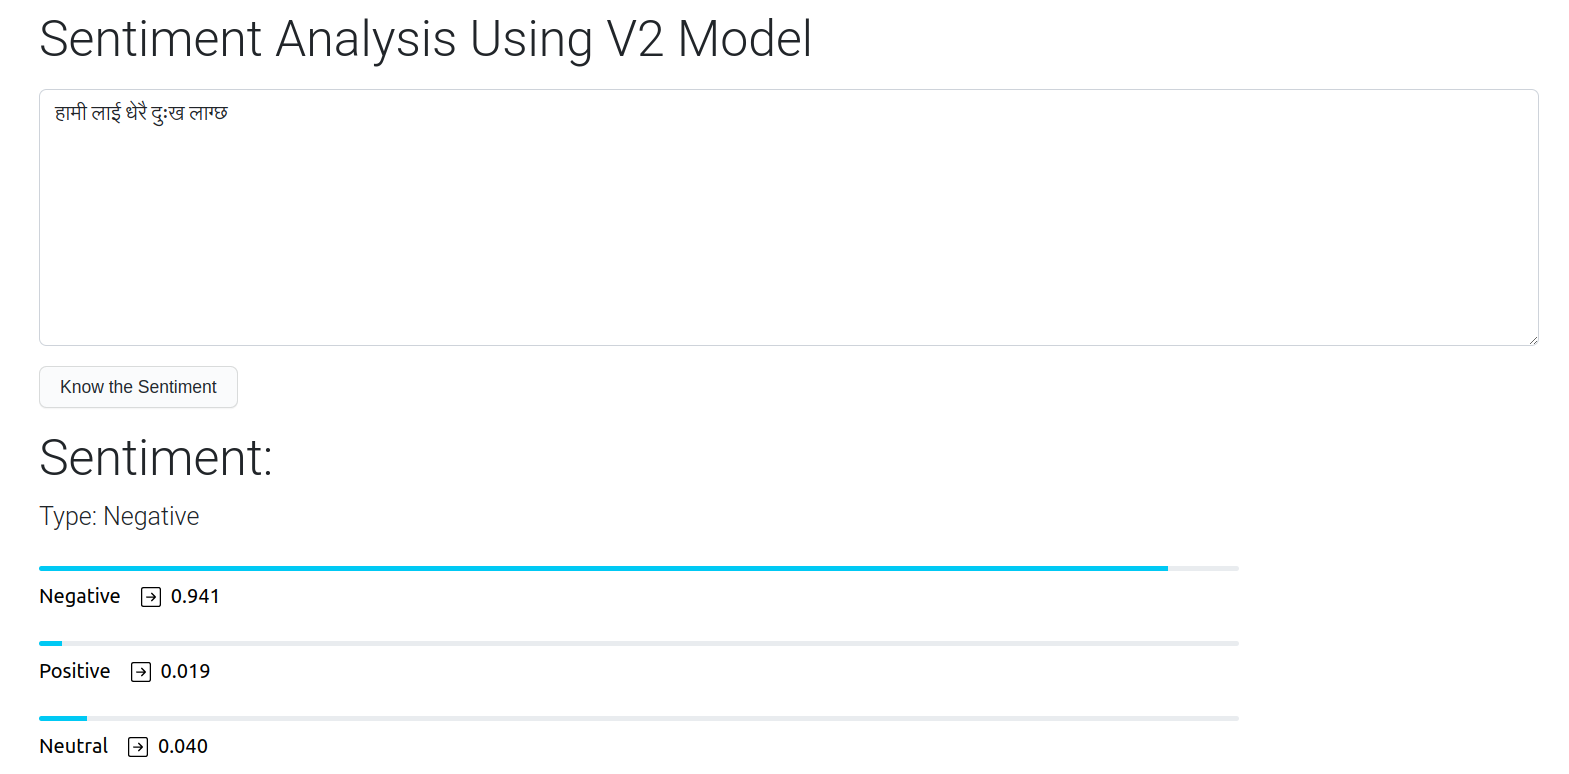 Sentiment Analysis Using V2 Model
हामी लाई धेरै दुःख लाग्छ
Know the Sentiment
Sentiment:
Type: Negative
Negative 0.941
Positive 0.019
Neutral 0.040